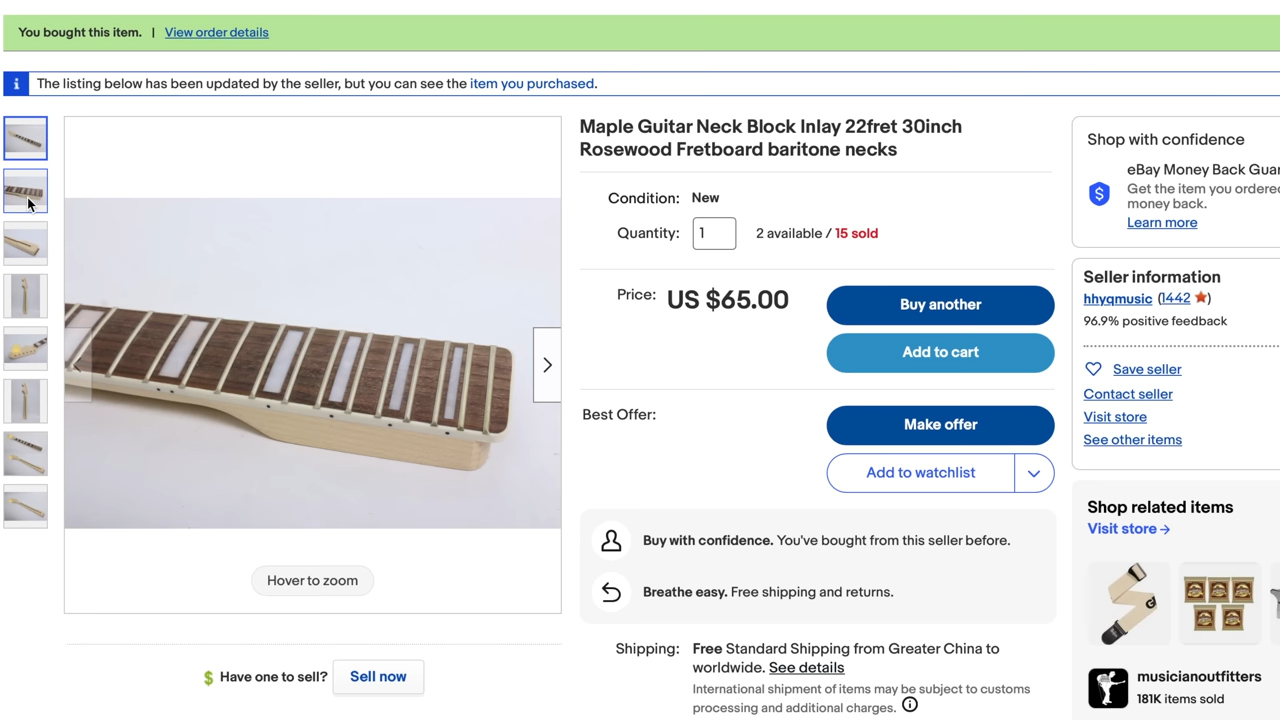 You bought this item. | View order details
The listing below has been updated by the seller, but you can see the item you purchased.
Maple Guitar Neck Block Inlay 22fret 30inch
Rosewood Fretboard baritone necks
Condition: New
Quantity: 1 2 available / 15 sold
Price: US $65.00
Buy another
Add to cart
Best Offer:
Make offer
Add to watchlist
Buy with confidence. You've bought from this seller before.
Breathe easy. Free shipping and returns.
Shipping: Free Standard Shipping from Greater China to
worldwide. See details
International shipment of items may be subject to customs
processing and additional charges.
Hover to zoom
Have one to sell? Sell now
Shop with confidence
eBay Money Back Guar
Get the item you ordered
money back.
Learn more
Seller information
hhyqmusic (1442)
96.9% positive feedback
Save seller
Contact seller
Visit store
See other items
Shop related items
Visit store
musicianoutfitters
181K items sold